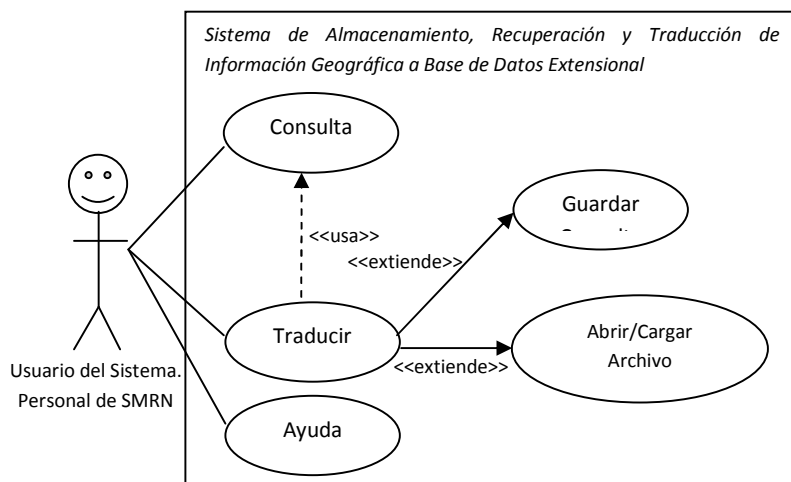 Sistema de Almacenamiento, Recuperación y Traducción de
Información Geográfica a Base de Datos Extensional
Consulta
Guardar
<<usa>>
<<extiende>>
Traducir
Abrir/Cargar
Archivo
<<extiende>>
Usuario del Sistema.
Personal de SMRN
Ayuda